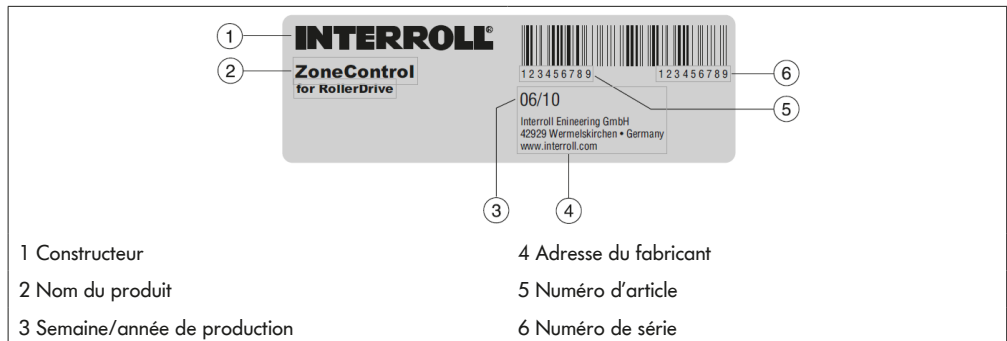 1
INTERROLL®
2
ZoneControl
for RollerDrive
123456789
123456789
6
5
06/10
Interroll Enineering GmbH
42929 Wermelskirchen • Germany
www.interroll.com
3
4
1 Constructeur
2 Nom du produit
3 Semaine/année de production
4 Adresse du fabricant
5 Numéro d'article
6 Numéro de série